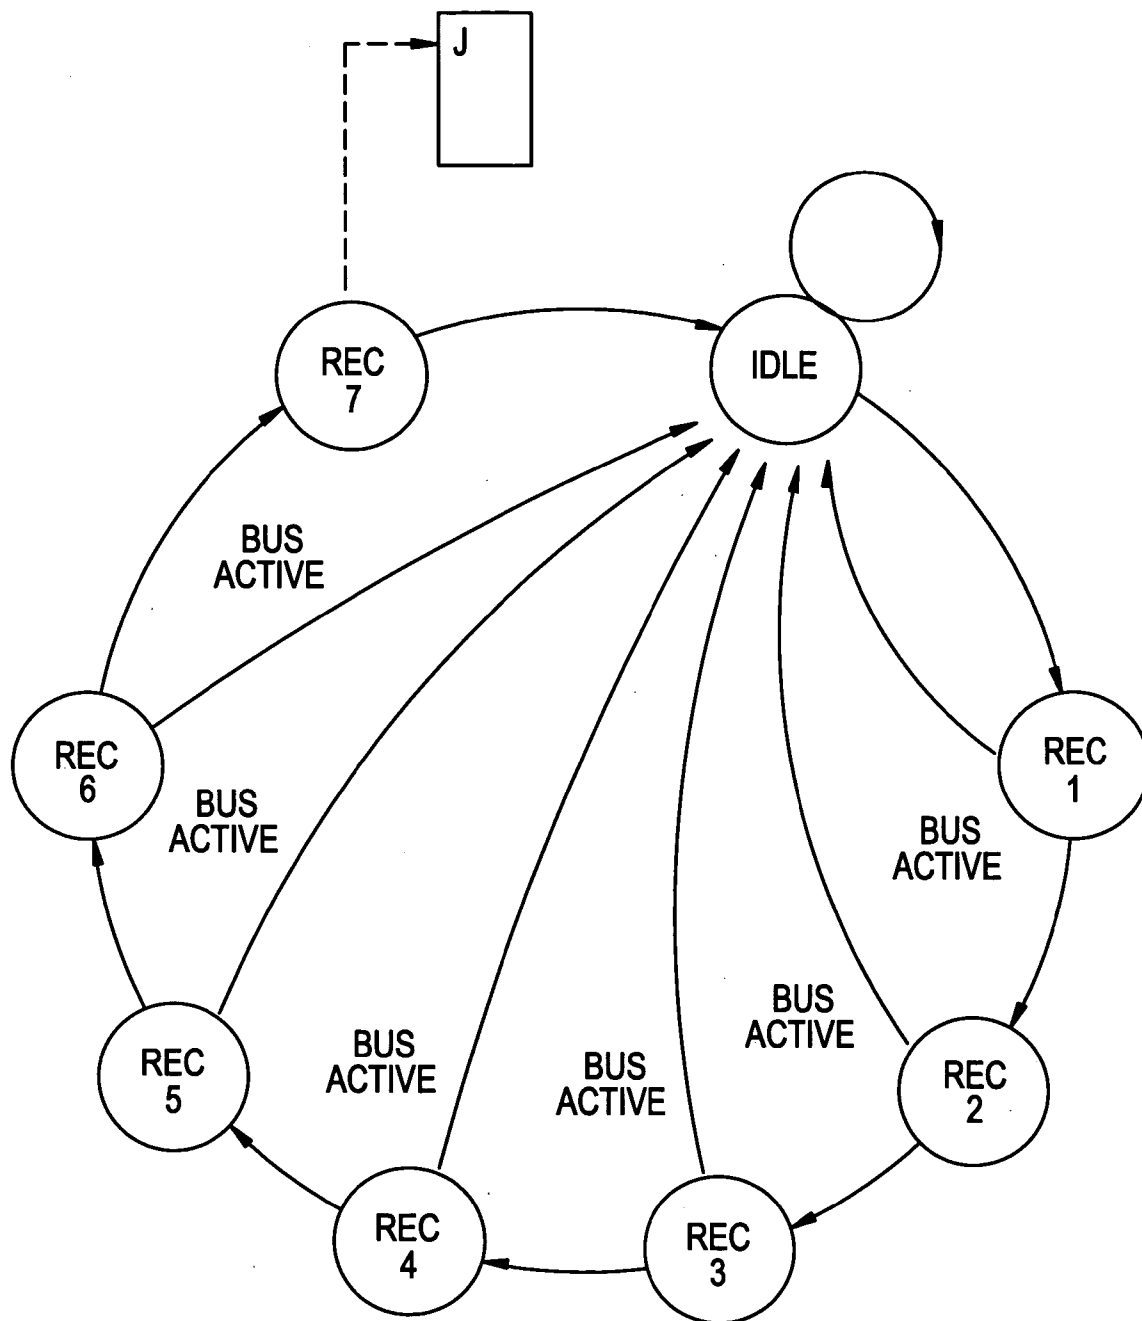 J
REC
7
IDLE
BUS
ACTIVE
REC
6
REC
1
BUS
ACTIVE
BUS
ACTIVE
BUS
ACTIVE
BUS
ACTIVE
BUS
ACTIVE
REC
5
REC
2
REC
4
REC
3